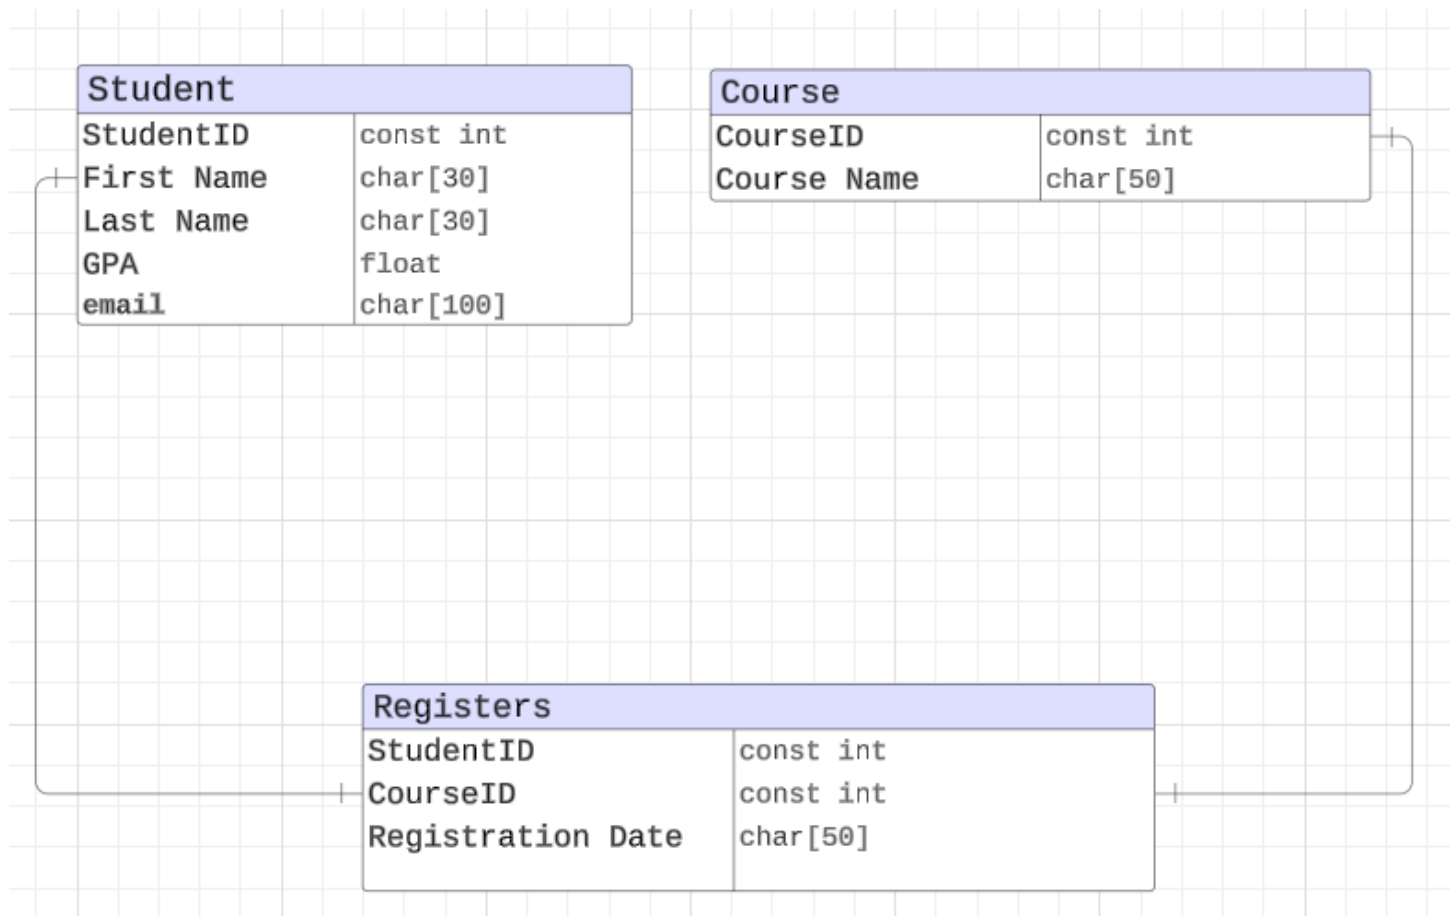 Student
StudentID const int
First Name char[30]
Last Name char[30]
GPA float
email char[100]
Course
CourseID const int
Course Name char[50]
Registers
StudentID const int
CourseID const int
Registration Date char[50]